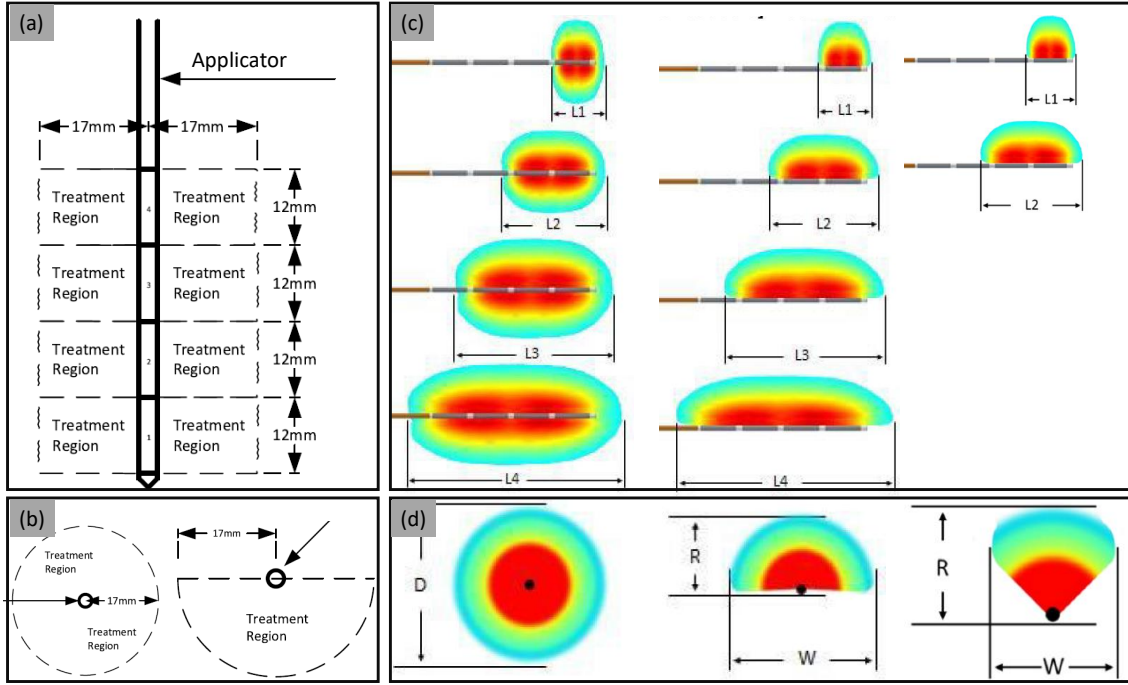 (a)
Applicator
17mm
17mm
Treatment
Region
4
Treatment
Region
12mm
Treatment
Region
3
Treatment
Region
12mm
Treatment
Region
2
Treatment
Region
12mm
Treatment
Region
1
Treatment
Region
12mm
(b)
Treatment
Region
17mm
Treatment
Region
17mm
Treatment
Region
(c)
L1
L1
L1
L2
L2
L2
L3
L3
L4
L4
(d)
D
R
W
R
W